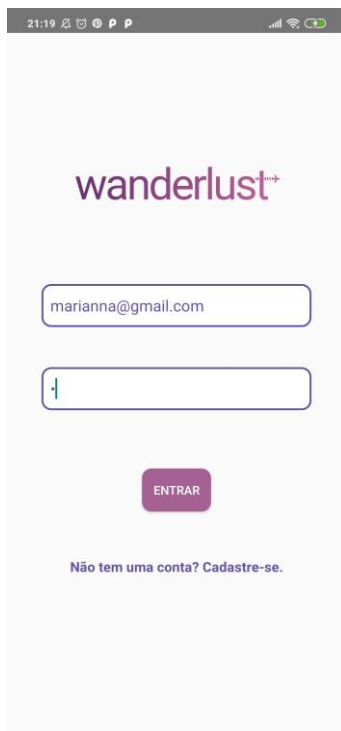 21:19
wanderlust
marianna@gmail.com
ENTRAR
Não tem uma conta? Cadastre-se.